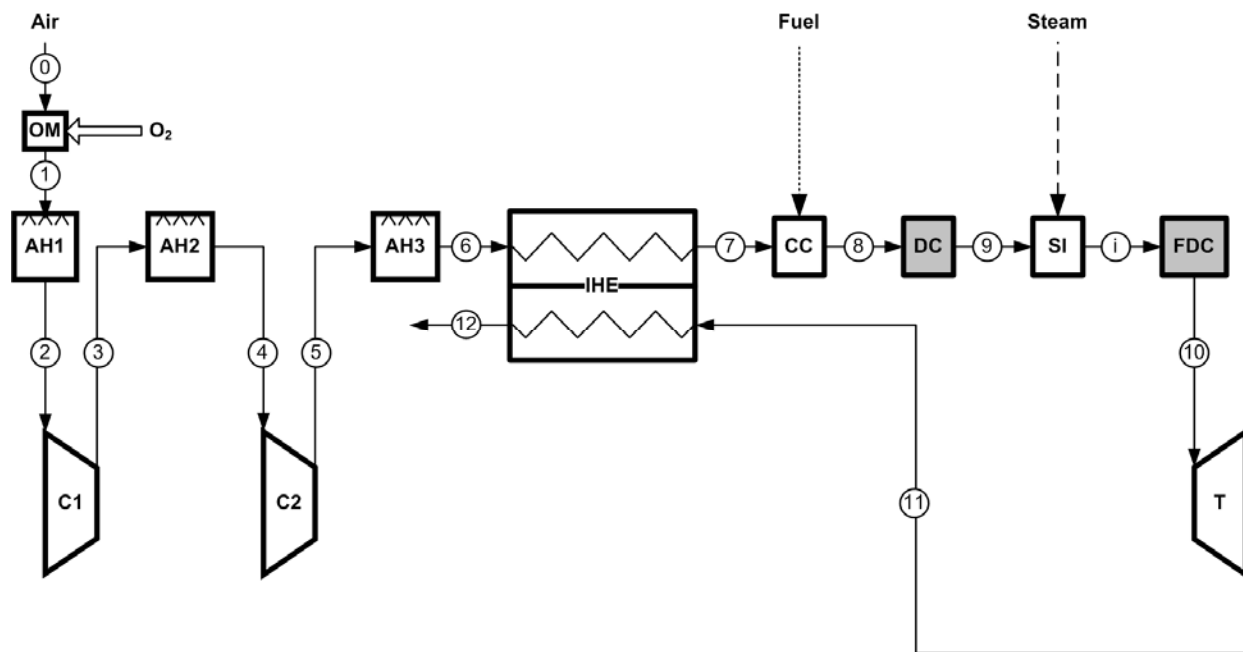 Air
Fuel
Steam
0
OM
O₂
1
AH1
AH2
AH3
6
7
CC
8
DC
9
SI
i
FDC
IHE
12
2
3
4
5
10
C1
C2
11
T